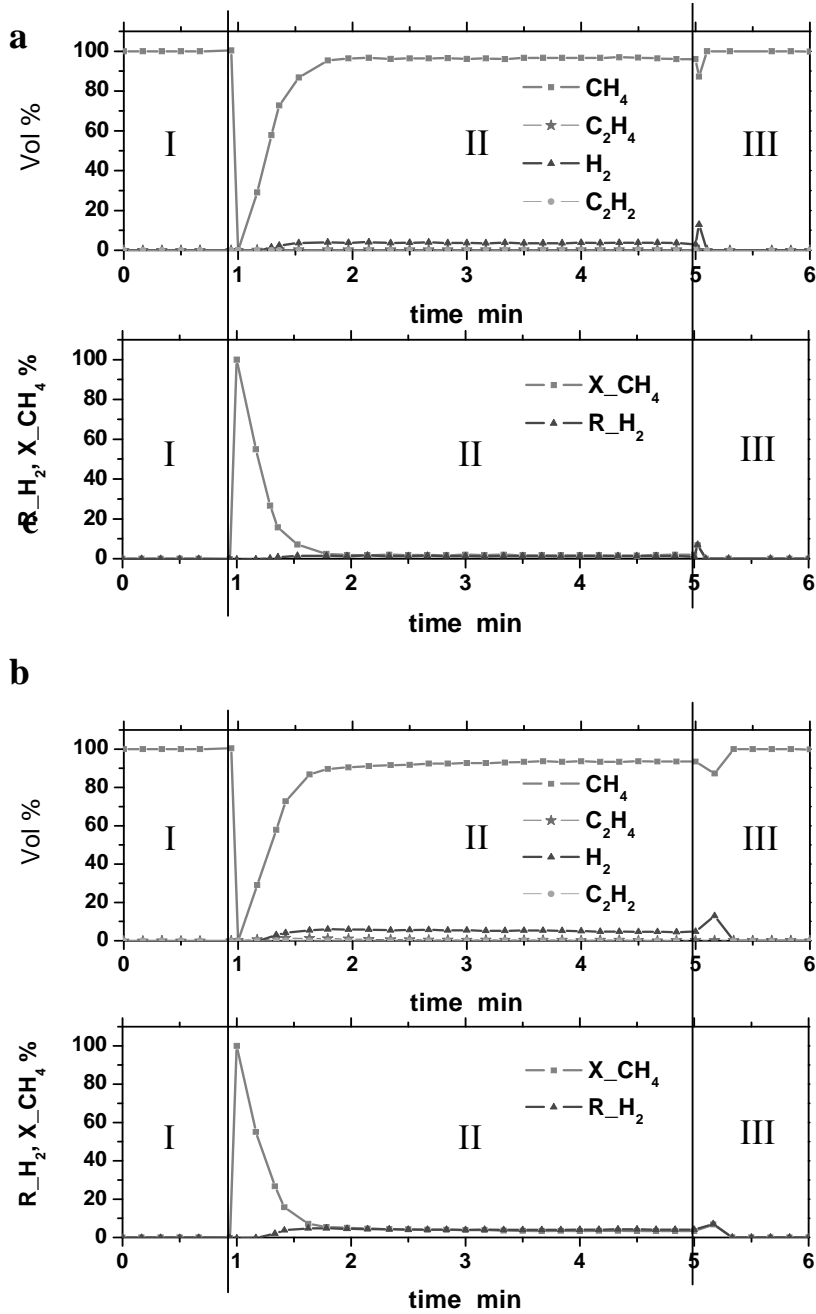 a
Vol %
100
80
60
40
20
0
I
II
III
CH₄
C₂H₄
H₂
C₂H₂
0 1 2 3 4 5 6
time min
R_H₂, X_CH₄ %
100
80
60
40
20
0
I
II
III
X_CH₄
R_H₂
0 1 2 3 4 5 6
time min
b
Vol %
100
80
60
40
20
0
I
II
III
CH₄
C₂H₄
H₂
C₂H₂
0 1 2 3 4 5 6
time min
R_H₂, X_CH₄ %
100
80
60
40
20
0
I
II
III
X_CH₄
R_H₂
0 1 2 3 4 5 6
time min